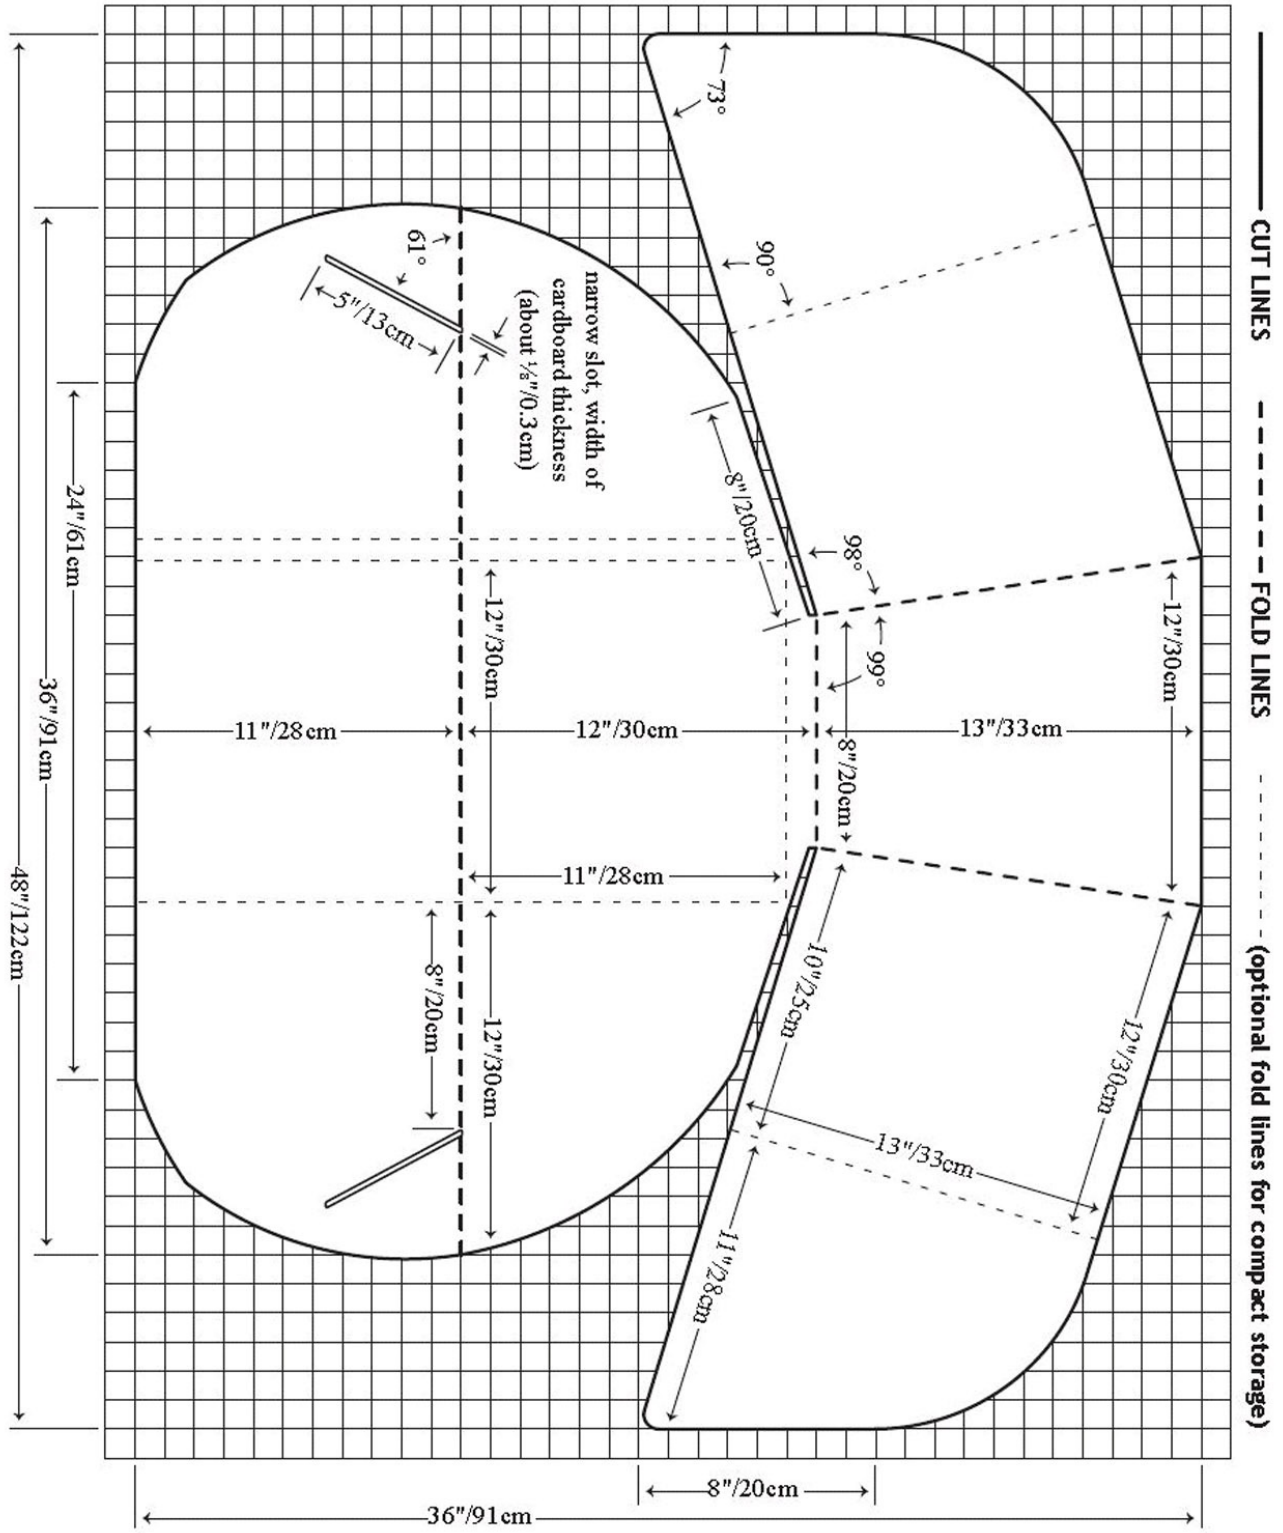 CUT LINES
FOLD LINES
(optional fold lines for compact storage)
73°
90°
61°
5"/13cm
narrow slot, width of
cardboard thickness
(about ⅛"/0.3cm)
8"/20cm
98°
99°
12"/30cm
12"/30cm
24"/61cm
36"/91cm
48"/122cm
11"/28cm
12"/30cm
13"/33cm
8"/20cm
11"/28cm
8"/20cm
12"/30cm
10"/25cm
12"/30cm
13"/33cm
11"/28cm
8"/20cm
36"/91cm